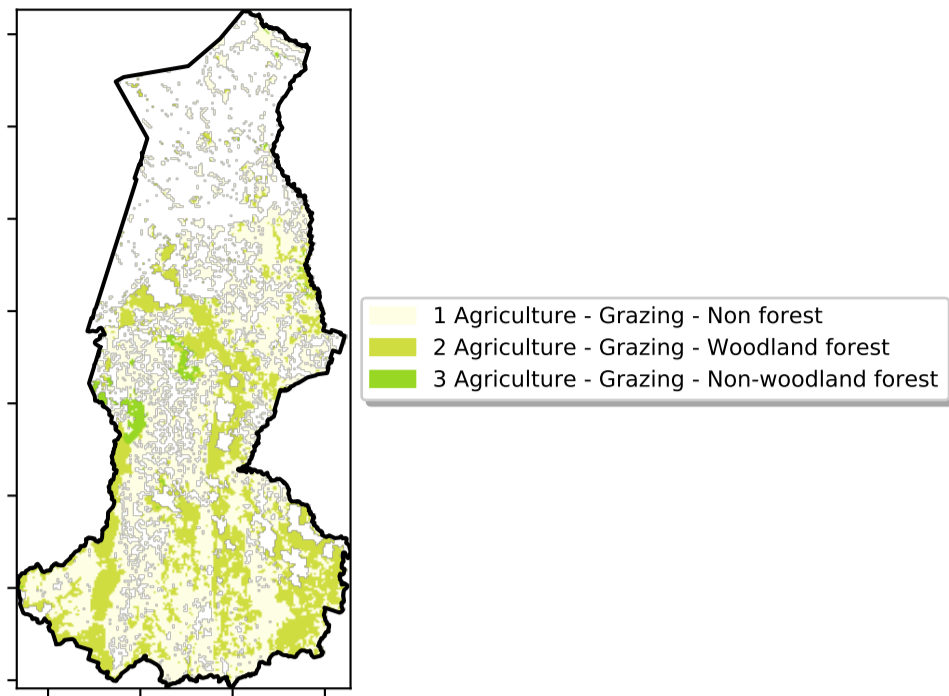 1 Agriculture - Grazing - Non forest
2 Agriculture - Grazing - Woodland forest
3 Agriculture - Grazing - Non-woodland forest